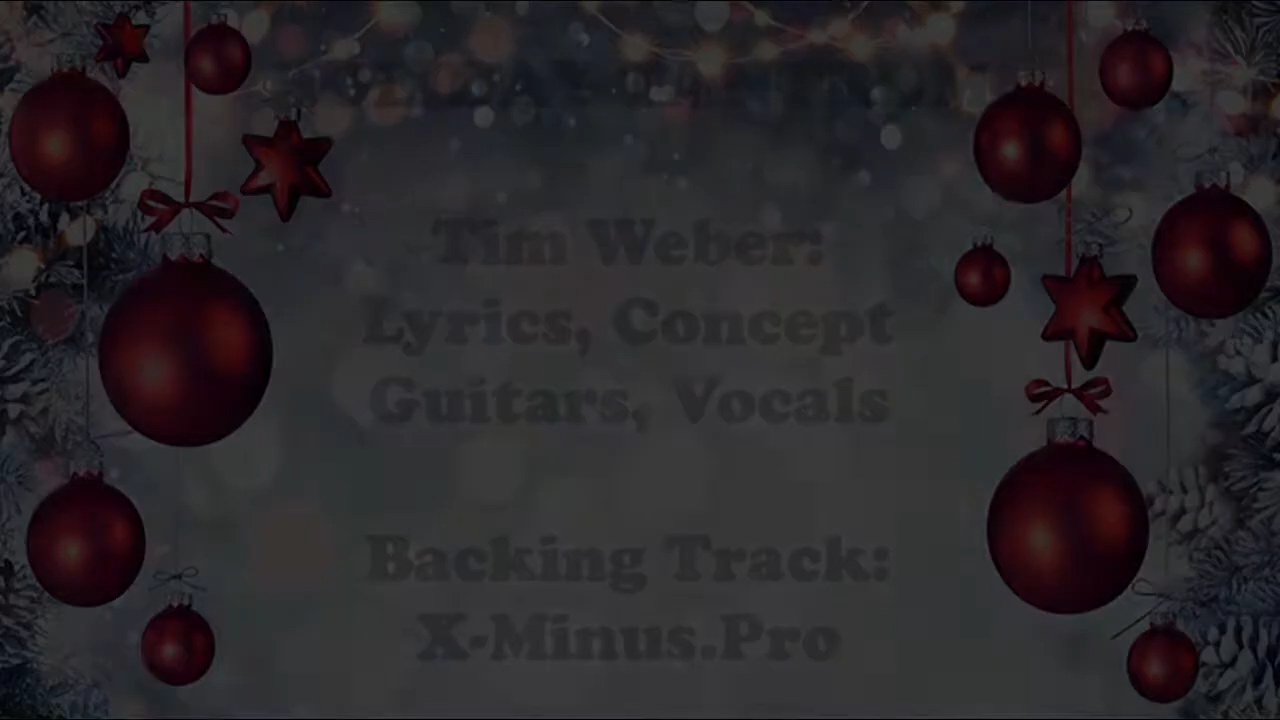 Tim Weber:
Lyrics, Concept
Guitars, Vocals
Backing Track:
X-Minus.Pro